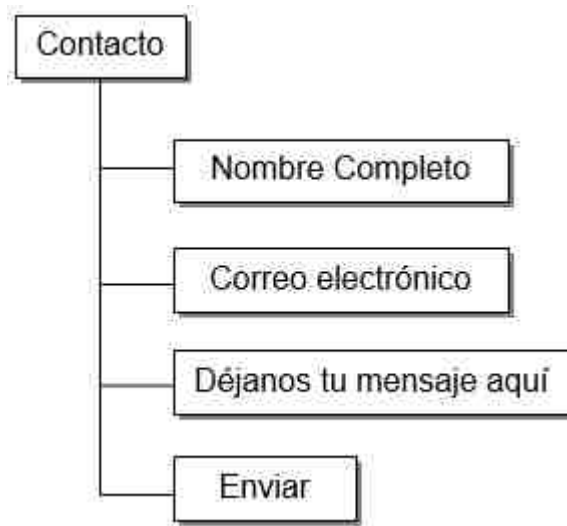 Contacto
Nombre Completo
Correo electrónico
Déjanos tu mensaje aquí
Enviar